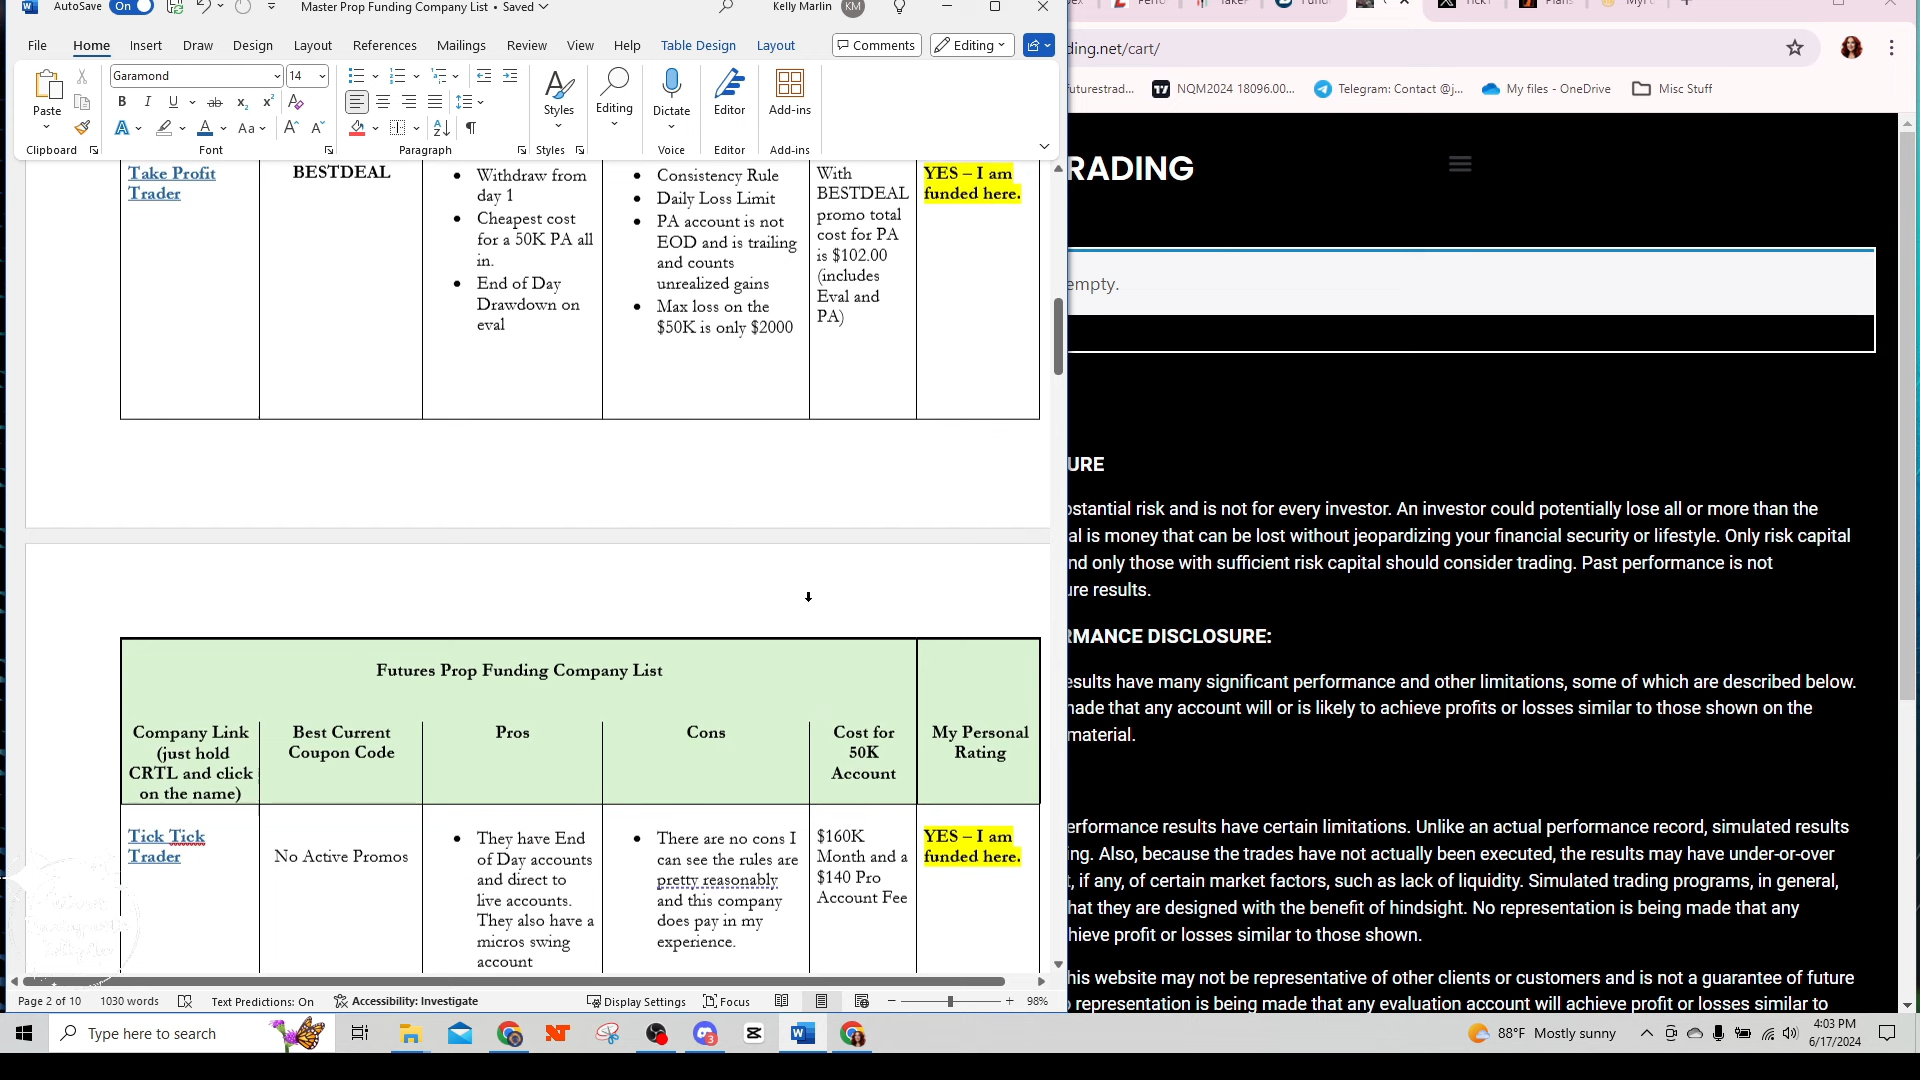 AutoSave On Master Prop Funding Company List • Saved Kelly Marlin KM
File Home Insert Draw Design Layout References Mailings Review View Help Table Design Layout Comments Editing
Garamond 14
Paste Styles Editing Dictate Editor Add-ins
Clipboard Font Paragraph Styles Voice Editor Add-ins
Take Profit
Trader
BESTDEAL
Withdraw from
day 1
Cheapest cost
for a 50K PA all
in.
End of Day
Drawdown on
eval
Consistency Rule
Daily Loss Limit
PA account is not
EOD and is trailing
and counts
unrealized gains
Max loss on the
$50K is only $2000
With
BESTDEAL
promo total
cost for PA
is $102.00
(includes
Eval and
PA)
YES – I am
funded here.
Futures Prop Funding Company List
Company Link
(just hold
CRTL and click
on the name)
Best Current
Coupon Code
Pros
Cons
Cost for
50K
Account
My Personal
Rating
Tick Tick
Trader
No Active Promos
They have End
of Day accounts
and direct to
live accounts.
They also have a
micros swing
account
There are no cons I
can see the rules are
pretty reasonably
and this company
does pay in my
experience.
$160K
Month and a
$140 Pro
Account Fee
YES – I am
funded here.
Page 2 of 10 1030 words Text Predictions: On Accessibility: Investigate Display Settings Focus 98%
ding.net/cart/
futurestrad... NQM2024 18096.00... Telegram: Contact @j... My files - OneDrive Misc Stuff
RADING
empty.
URE
ostantial risk and is not for every investor. An investor could potentially lose all or more than the
al is money that can be lost without jeopardizing your financial security or lifestyle. Only risk capital
nd only those with sufficient risk capital should consider trading. Past performance is not
ure results.
RMANCE DISCLOSURE:
esults have many significant performance and other limitations, some of which are described below.
made that any account will or is likely to achieve profits or losses similar to those shown on the
material.
erformance results have certain limitations. Unlike an actual performance record, simulated results
ing. Also, because the trades have not actually been executed, the results may have under-or-over
t, if any, of certain market factors, such as lack of liquidity. Simulated trading programs, in general,
hat they are designed with the benefit of hindsight. No representation is being made that any
hieve profit or losses similar to those shown.
his website may not be representative of other clients or customers and is not a guarantee of future
representation is being made that any evaluation account will achieve profit or losses similar to
Type here to search 88°F Mostly sunny
4:03 PM
6/17/2024